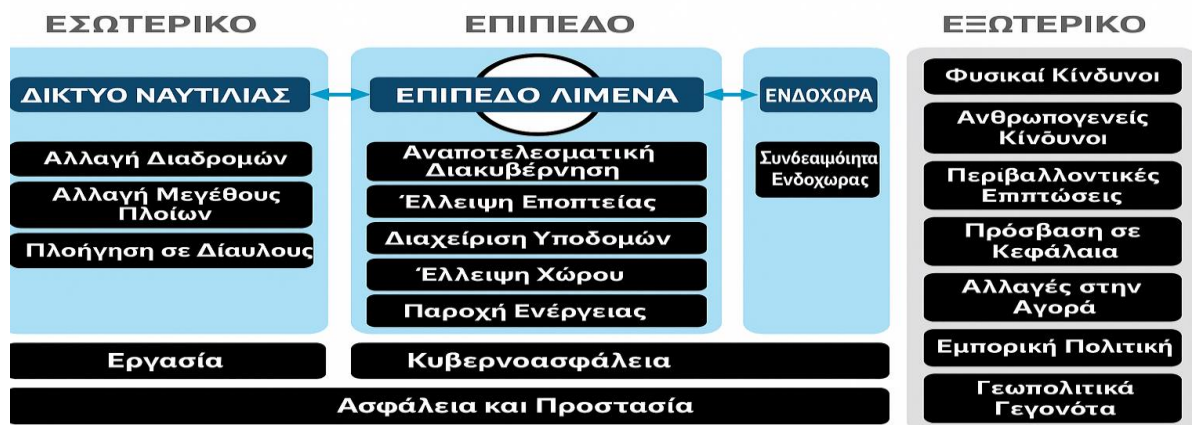 ΕΣΩΤΕΡΙΚΟ
ΕΠΙΠΕΔΟ
ΕΞΩΤΕΡΙΚΟ
ΔΙΚΤΥΟ ΝΑΥΤΙΛΙΑΣ
Αλλαγή Διαδρομών
Αλλαγή Μεγέθους
Πλοίων
Πλοήγηση σε Δίαυλους
ΕΠΙΠΕΔΟ ΛΙΜΕΝΑ
Αναποτελεσματική
Διακυβέρνηση
Έλλειψη Εποπτείας
Διαχείριση Υποδομών
Έλλειψη Χώρου
Παροχή Ενέργειας
ΕΝΔΟΧΩΡΑ
Συνδεαιμόιητα
Ενδοχωρας
Εργασία
Κυβερνοασφάλεια
Ασφάλεια και Προστασία
Φυσικαί Κίνδυνοι
Ανθρωπογενείς
Κίνδυνοι
Περίβαλλοντικές
Επιπτώσεις
Πρόσβαση σε
Κεφάλαια
Αλλαγές στην
Αγορά
Εμπορική Πολιτική
Γεωπολιτικά
Γεγονότα